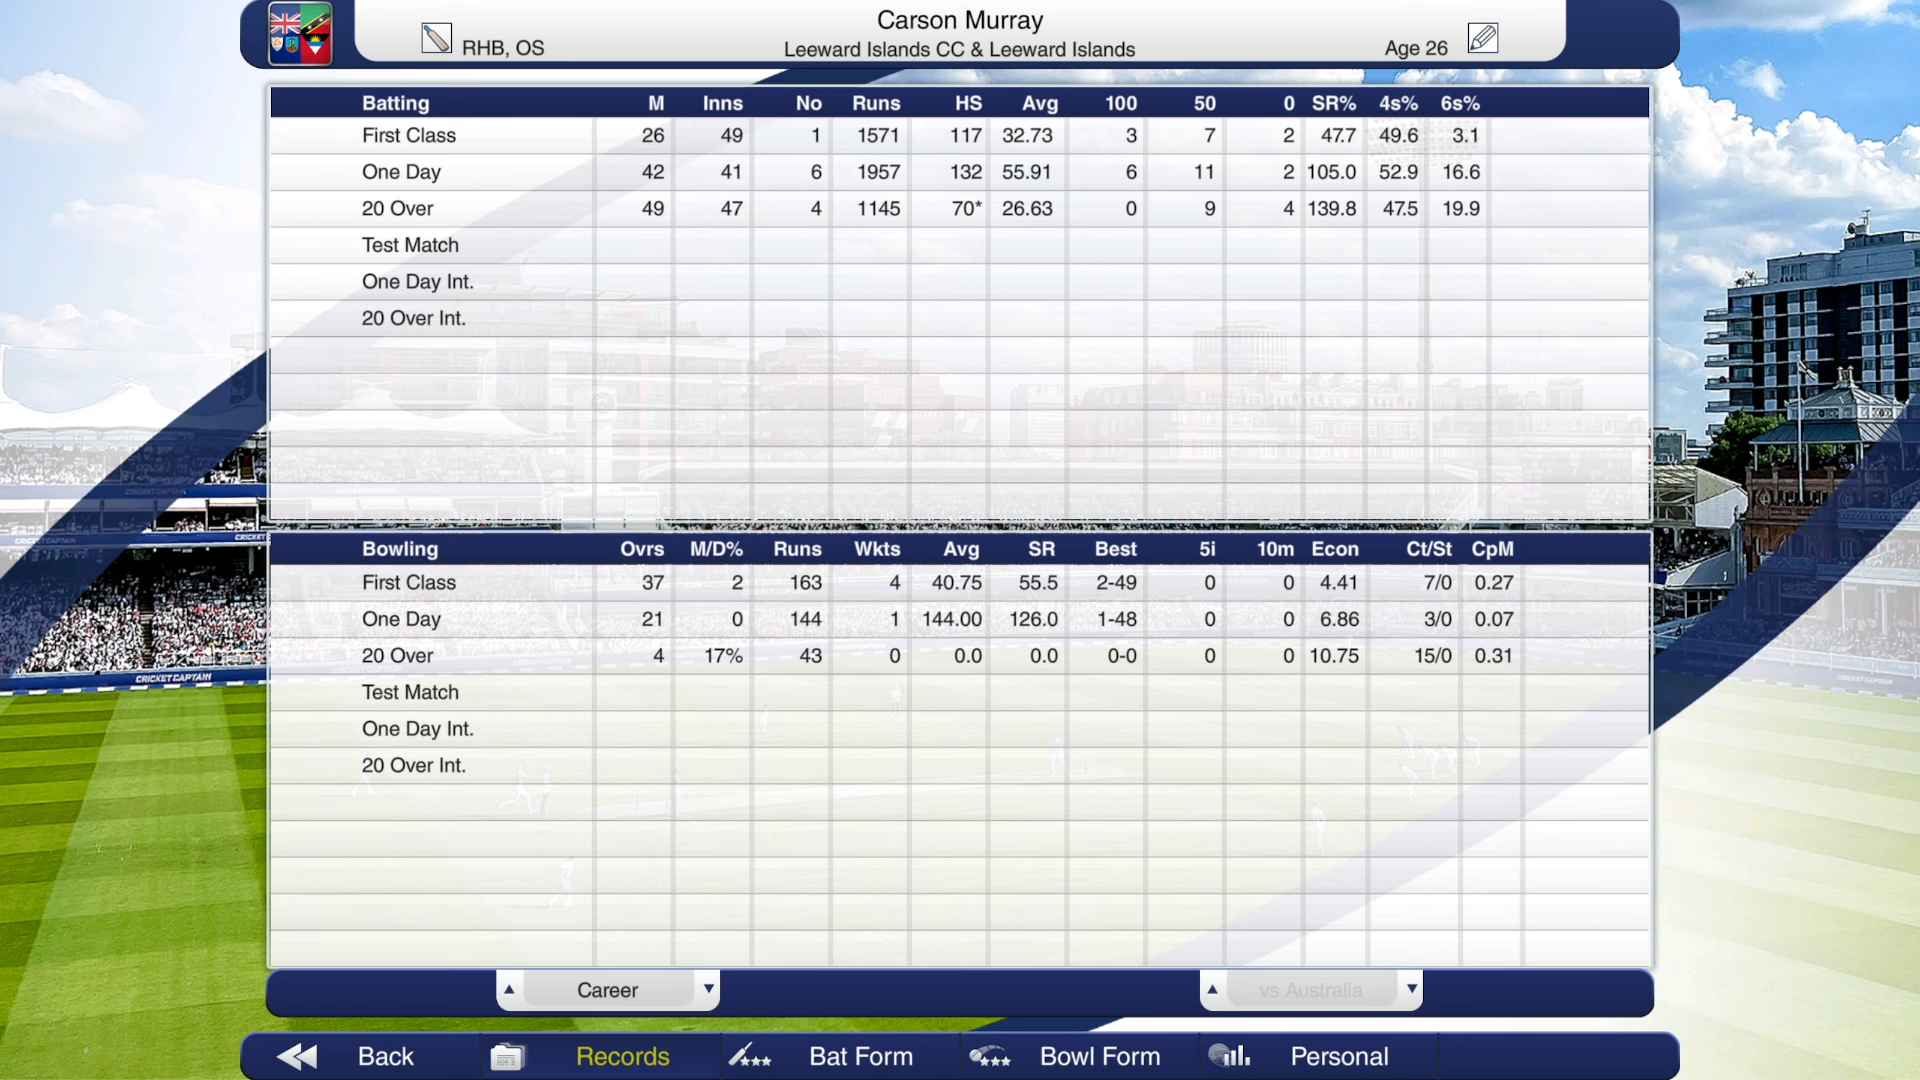 Carson Murray
RHB, OS
Leeward Islands CC & Leeward Islands
Age 26
Batting M Inns No Runs HS Avg 100 50 0 SR% 4s% 6s%
First Class 26 49 1 1571 117 32.73 3 7 2 47.7 49.6 3.1
One Day 42 41 6 1957 132 55.91 6 11 2 105.0 52.9 16.6
20 Over 49 47 4 1145 70* 26.63 0 9 4 139.8 47.5 19.9
Test Match
One Day Int.
20 Over Int.
Bowling Ovrs M/D% Runs Wkts Avg SR Best 5i 10m Econ Ct/St CpM
First Class 37 2 163 4 40.75 55.5 2-49 0 0 4.41 7/0 0.27
One Day 21 0 144 1 144.00 126.0 1-48 0 0 6.86 3/0 0.07
20 Over 4 17% 43 0 0.0 0.0 0-0 0 0 10.75 15/0 0.31
Test Match
One Day Int.
20 Over Int.
CRICKET CAPTAIN
Career
vs Australia
Back Records Bat Form Bowl Form Personal